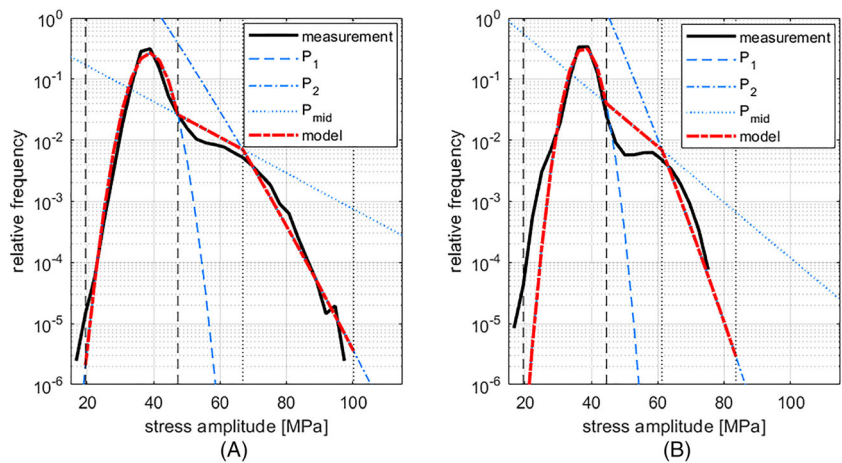 10^0
10^-1
10^-2
10^-3
10^-4
10^-5
10^-6
relative frequency
20 40 60 80 100
stress amplitude [MPa]
(A)
measurement
P_1
P_2
P_mid
model
10^0
10^-1
10^-2
10^-3
10^-4
10^-5
10^-6
relative frequency
20 40 60 80 100
stress amplitude [MPa]
(B)
measurement
P_1
P_2
P_mid
model